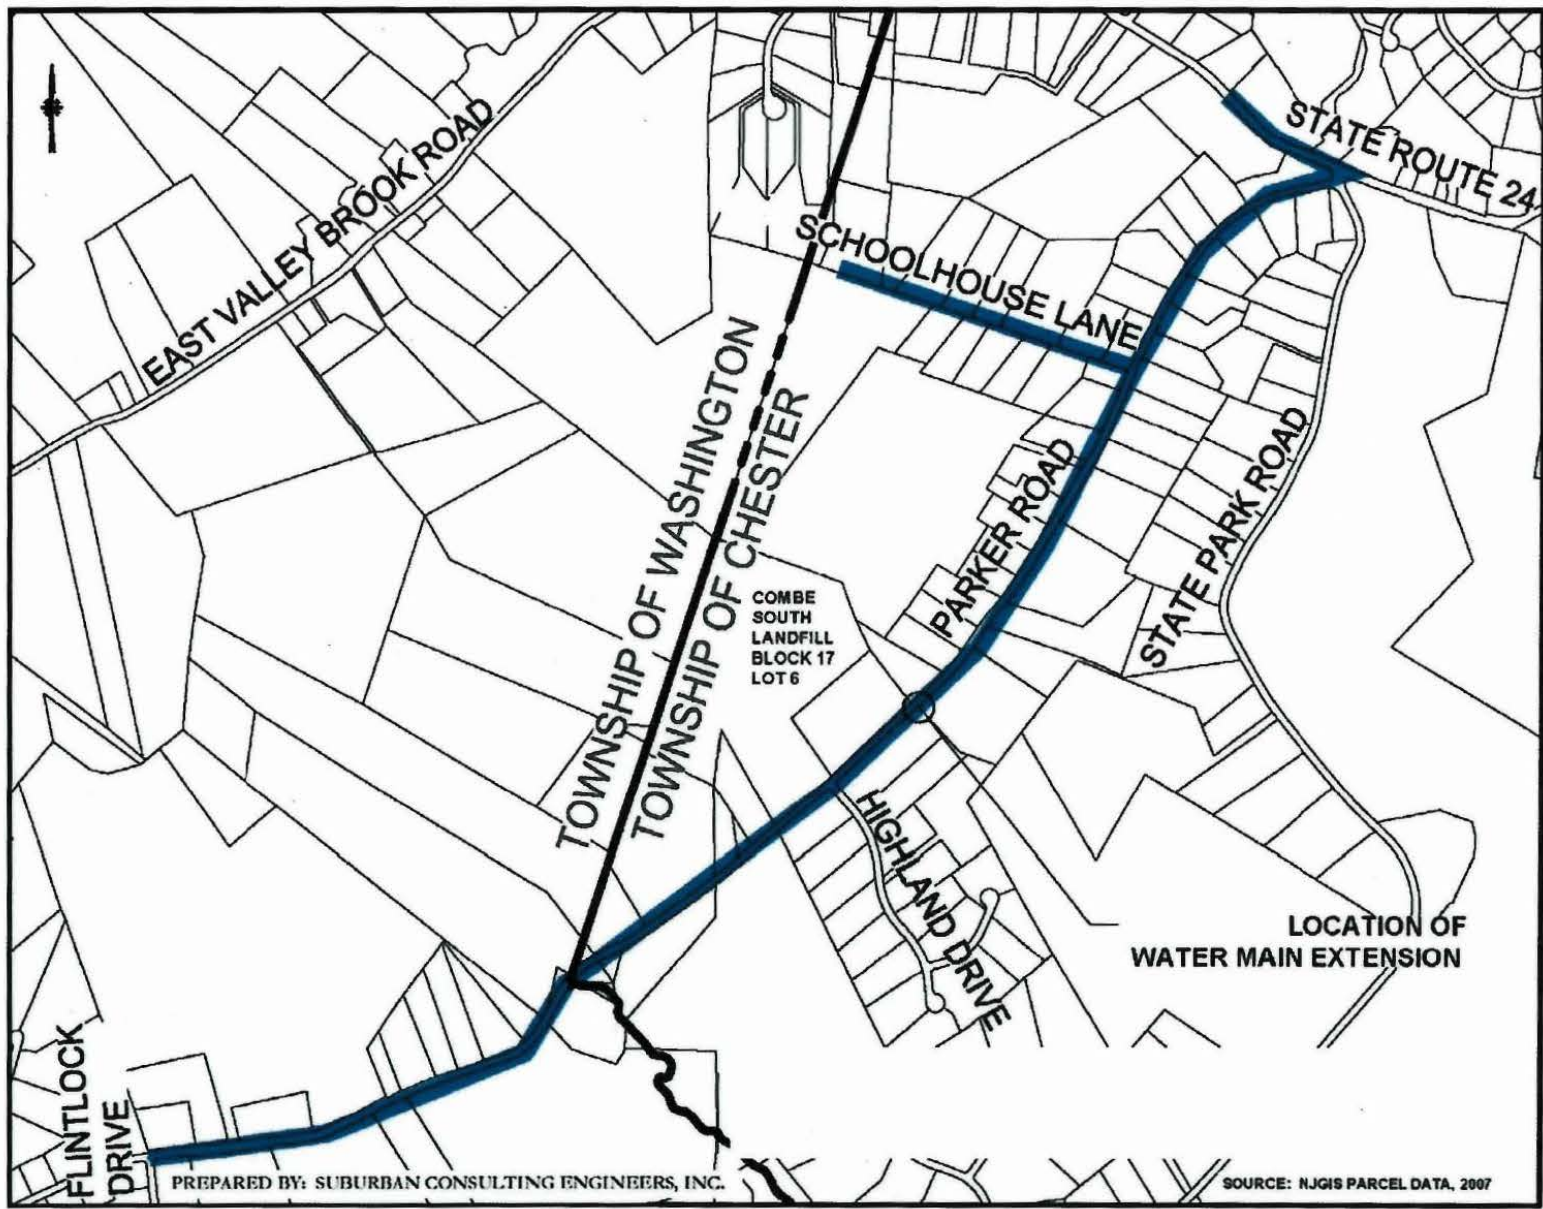 STATE ROUTE 24
EAST VALLEY BROOK ROAD
SCHOOLHOUSE LANE
TOWNSHIP OF WASHINGTON
TOWNSHIP OF CHESTER
PARKER ROAD
STATE PARK ROAD
COMBE
SOUTH
LANDFILL
BLOCK 17
LOT 6
HIGHLAND DRIVE
LOCATION OF
WATER MAIN EXTENSION
FLINTLOCK
DRIVE
PREPARED BY: SUBURBAN CONSULTING ENGINEERS, INC.
SOURCE: NJGIS PARCEL DATA, 2007